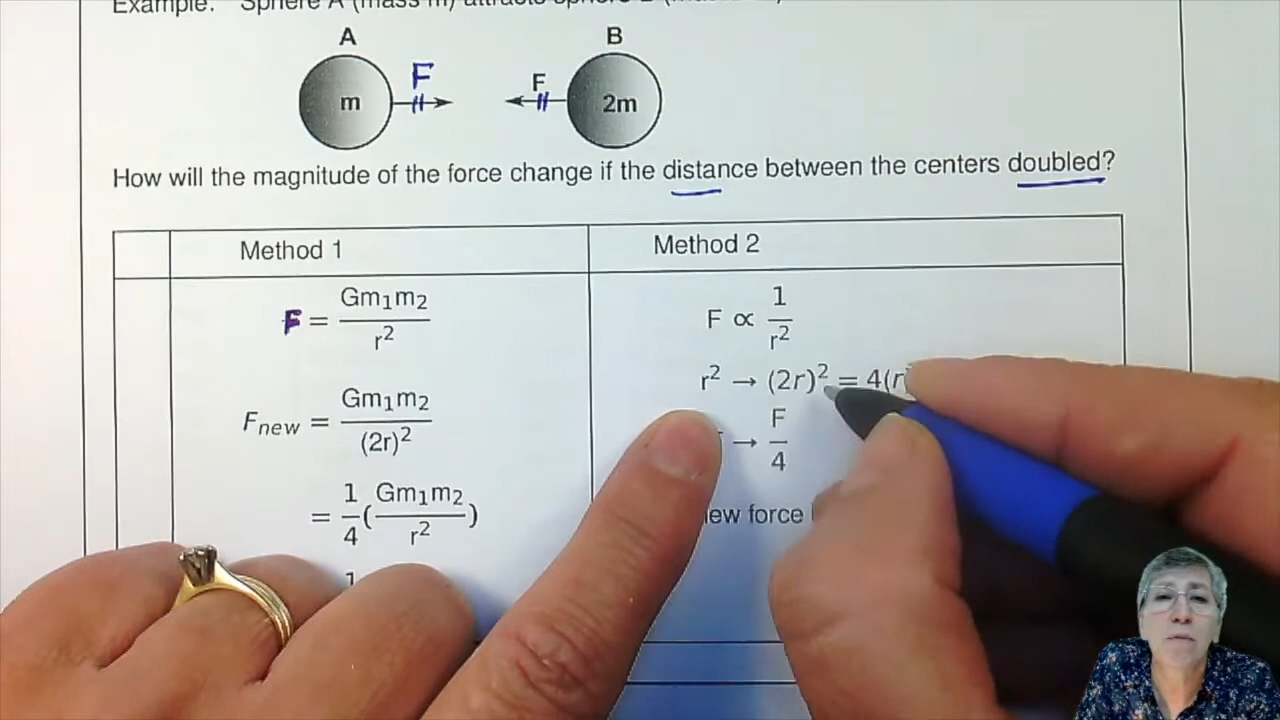 Example: Sphere A (mass m) attracts sphere B
A B
F F
m 2m
How will the magnitude of the force change if the distance between the centers doubled?
Method 1 Method 2
F = Gm₁m₂ / r²
F ∝ 1 / r²
r² → (2r)² = 4(r
F_new = Gm₁m₂ / (2r)²
→ F / 4
= 1/4 (Gm₁m₂ / r²)
force
1